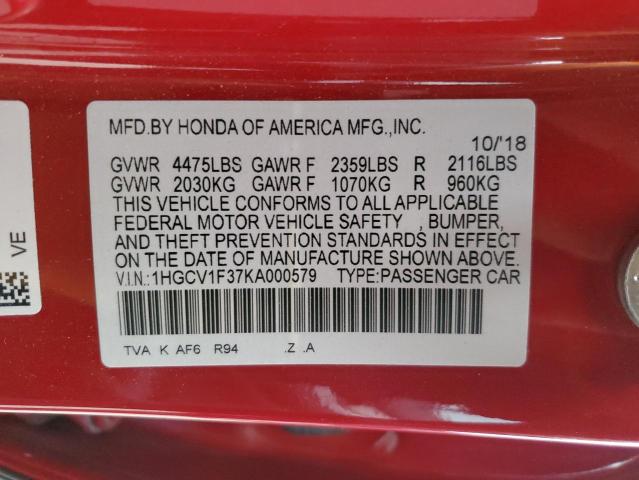 MFD.BY HONDA OF AMERICA MFG.,INC.
10/'18
GVWR 4475LBS GAWR F 2359LBS R 2116LBS
GVWR 2030KG GAWR F 1070KG R 960KG
THIS VEHICLE CONFORMS TO ALL APPLICABLE
FEDERAL MOTOR VEHICLE SAFETY , BUMPER,
AND THEFT PREVENTION STANDARDS IN EFFECT
ON THE DATE OF MANUFACTURE SHOWN ABOVE.
V.I.N.:1HGCV1F37KA000579 TYPE:PASSENGER CAR
TVA K AF6 R94 .Z .A
VE